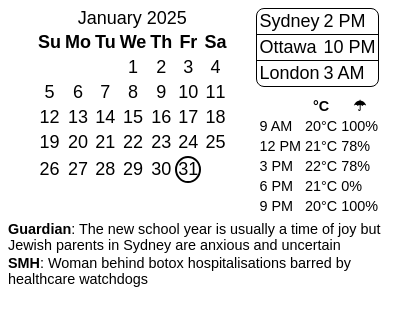 January 2025
Su Mo Tu We Th Fr Sa
1 2 3 4
5 6 7 8 9 10 11
12 13 14 15 16 17 18
19 20 21 22 23 24 25
26 27 28 29 30 31
Sydney 2 PM
Ottawa 10 PM
London 3 AM
°C ☂
9 AM 20°C 100%
12 PM 21°C 78%
3 PM 22°C 78%
6 PM 21°C 0%
9 PM 20°C 100%
Guardian: The new school year is usually a time of joy but
Jewish parents in Sydney are anxious and uncertain
SMH: Woman behind botox hospitalisations barred by
healthcare watchdogs